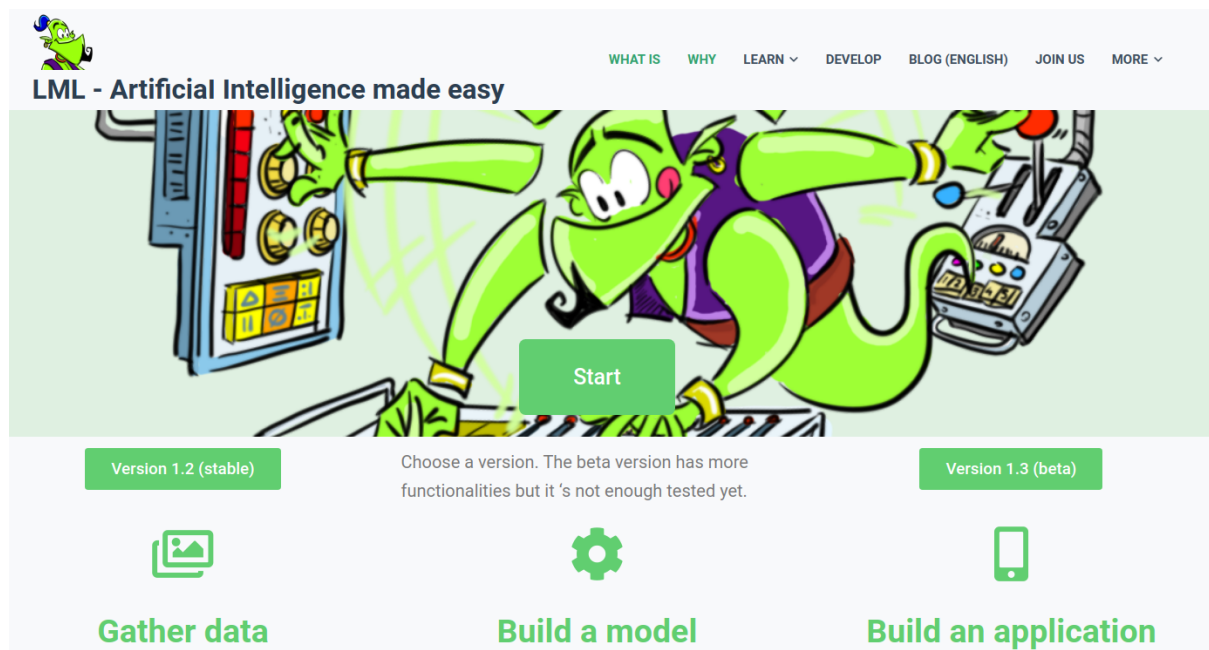 WHAT IS WHY LEARN DEVELOP BLOG (ENGLISH) JOIN US MORE
LML - Artificial Intelligence made easy
Start
Version 1.2 (stable)
Choose a version. The beta version has more
functionalities but it ‘s not enough tested yet.
Version 1.3 (beta)
Gather data
Build a model
Build an application